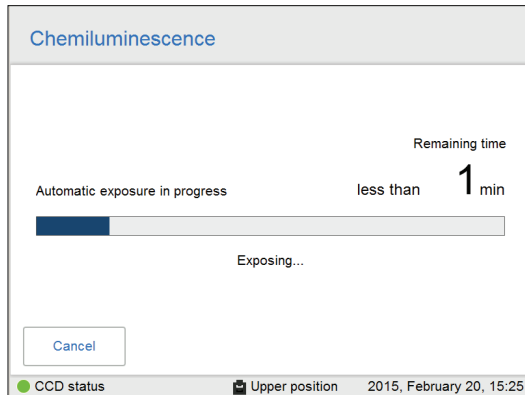 Chemiluminescence
Remaining time
Automatic exposure in progress
less than 1 min
Exposing...
Cancel
CCD status
Upper position
2015, February 20, 15:25